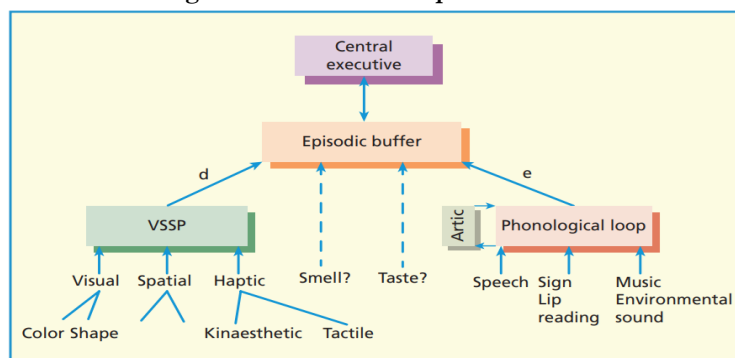 Central
executive
Episodic buffer
d
e
VSSP
Artic
Phonological loop
Visual Spatial Haptic Smell? Taste? Speech Sign Music
Lip Environmental
reading sound
Color Shape Kinaesthetic Tactile